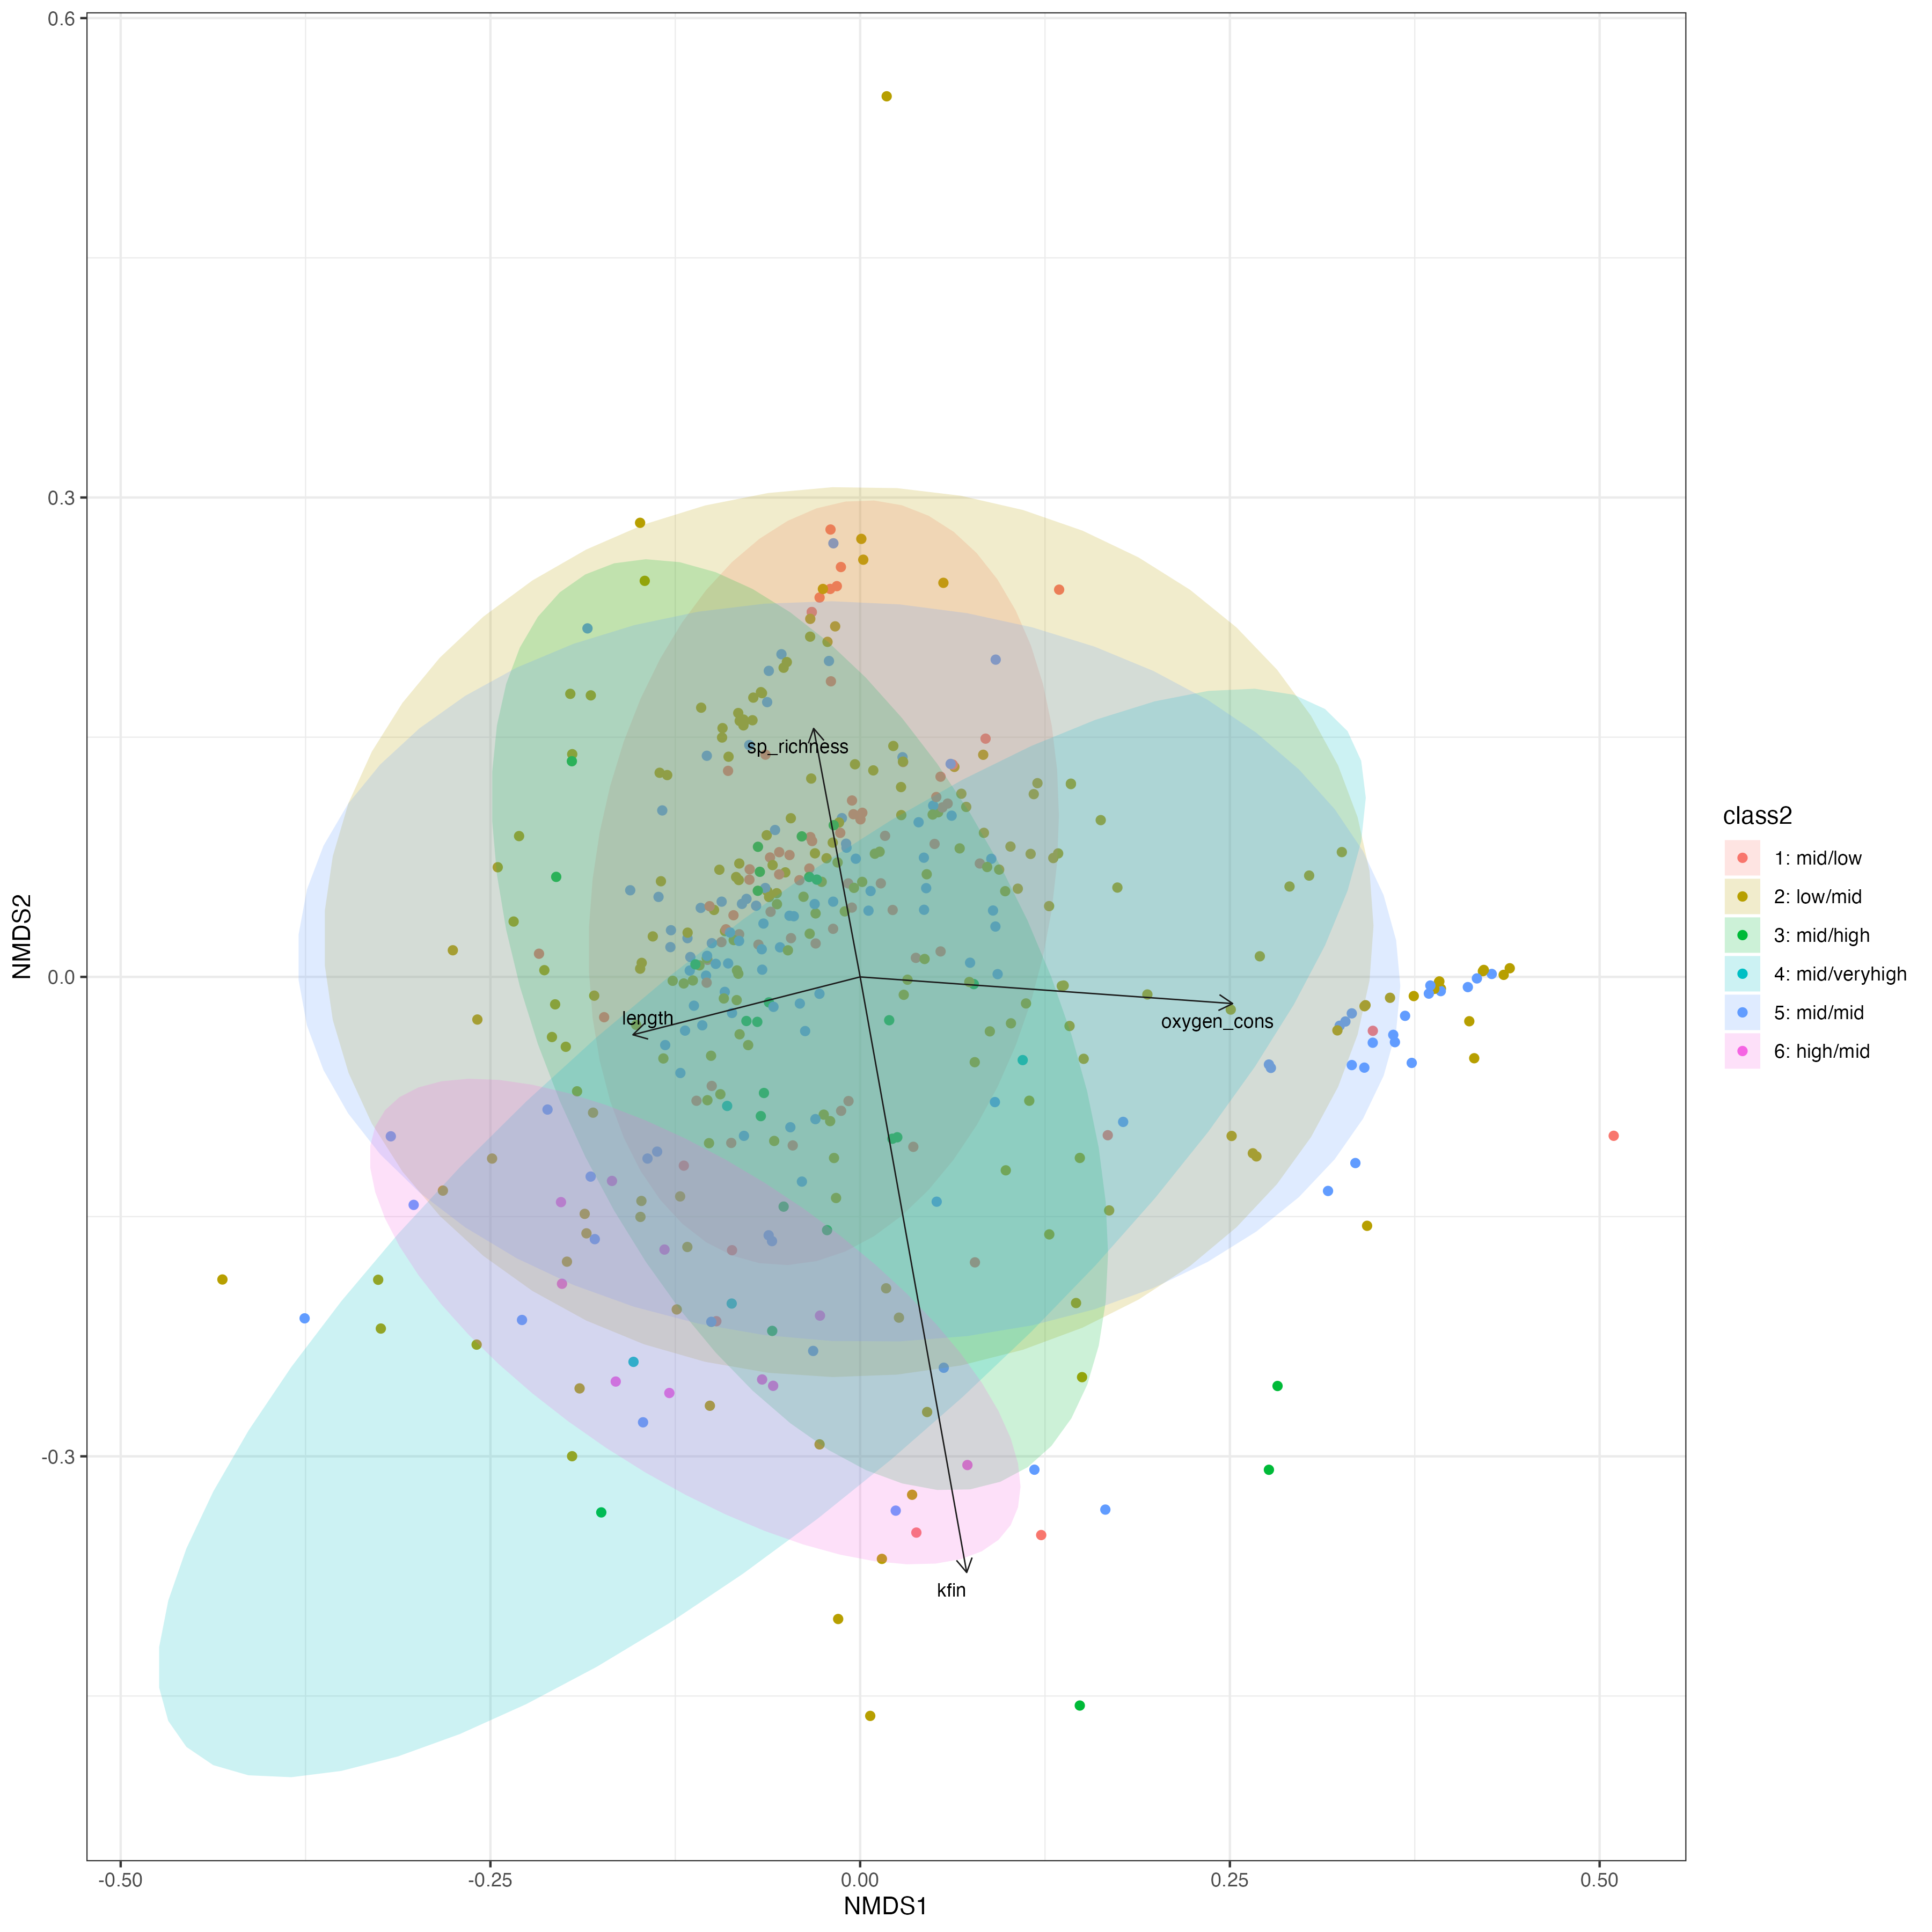 0.6
0.3
0.0
-0.3
NMDS2
sp_richness
length
oxygen_cons
kfin
-0.50
-0.25
0.00
0.25
0.50
NMDS1
class2
1: mid/low
2: low/mid
3: mid/high
4: mid/veryhigh
5: mid/mid
6: high/mid